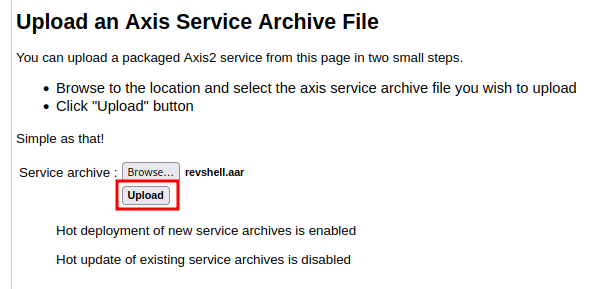 Upload an Axis Service Archive File
You can upload a packaged Axis2 service from this page in two small steps.
Browse to the location and select the axis service archive file you wish to upload
Click "Upload" button
Simple as that!
Service archive : Browse... revshell.aar
Upload
Hot deployment of new service archives is enabled
Hot update of existing service archives is disabled